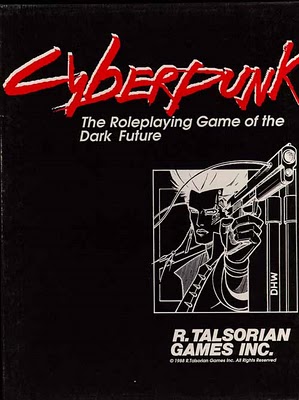 CYBERPUNK
The Roleplaying Game of the
Dark Future
DHW
R.TALSORIAN
GAMES INC.
© 1988 R.Talsorian Games Inc. All Rights Reserved